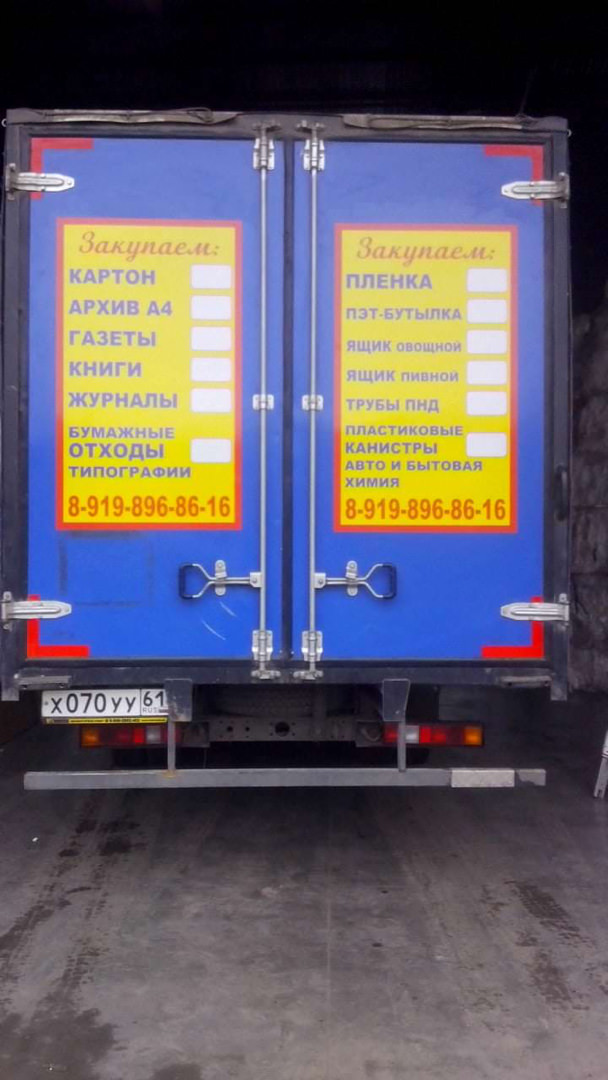 Закупаем:
КАРТОН
АРХИВ А4
ГАЗЕТЫ
КНИГИ
ЖУРНАЛЫ
БУМАЖНЫЕ
ОТХОДЫ
ТИПОГРАФИИ
8-919-896-86-16
Закупаем:
ПЛЕНКА
ПЭТ-БУТЫЛКА
ЯЩИК ОВОЩНОЙ
ЯЩИК ПИВНОЙ
ТРУБЫ ПНД
ПЛАСТИКОВЫЕ
КАНИСТРЫ
АВТО И БЫТОВАЯ
ХИМИЯ
8-919-896-86-16
Х070УУ 61
RUS